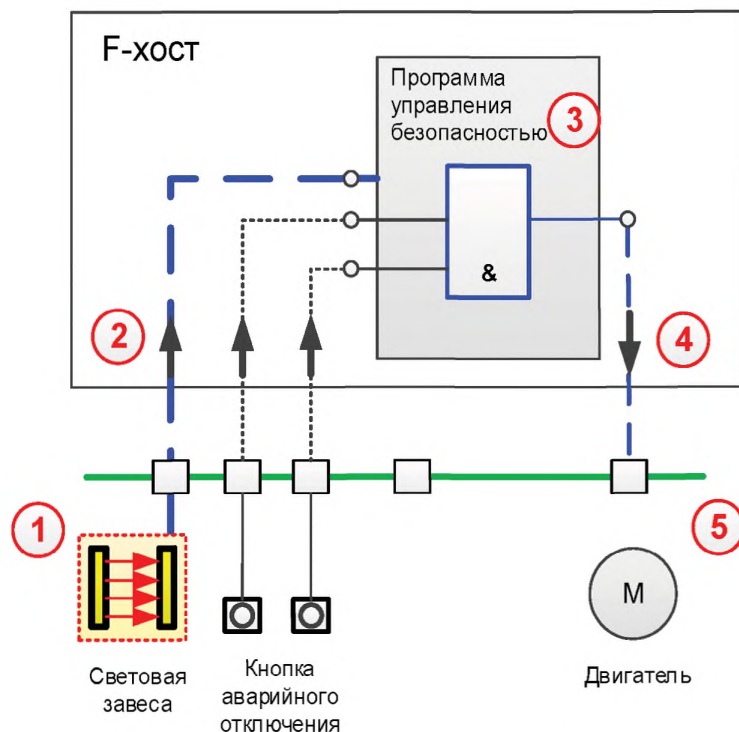 F-хост
Программа
управления
безопасностью
3
&
2
4
1
5
M
Световая
завеса
Кнопка
аварийного
отключения
Двигатель